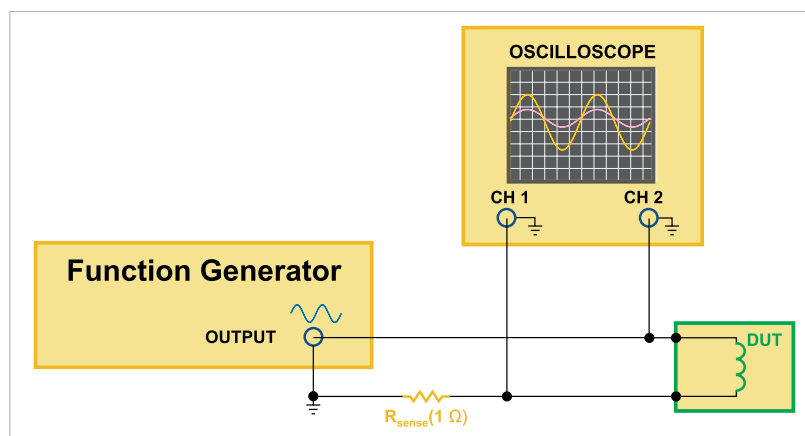 OSCILLOSCOPE
CH 1
CH 2
Function Generator
OUTPUT
DUT
Rsense(1 Ω)